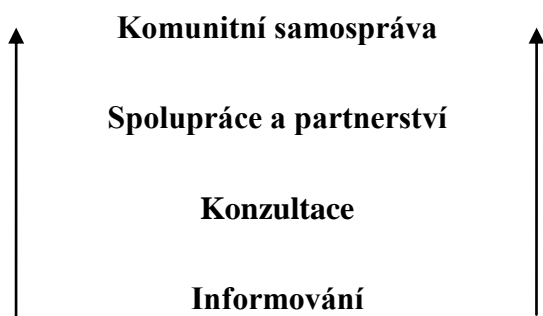 Komunitní samospráva
Spolupráce a partnerství
Konzultace
Informování